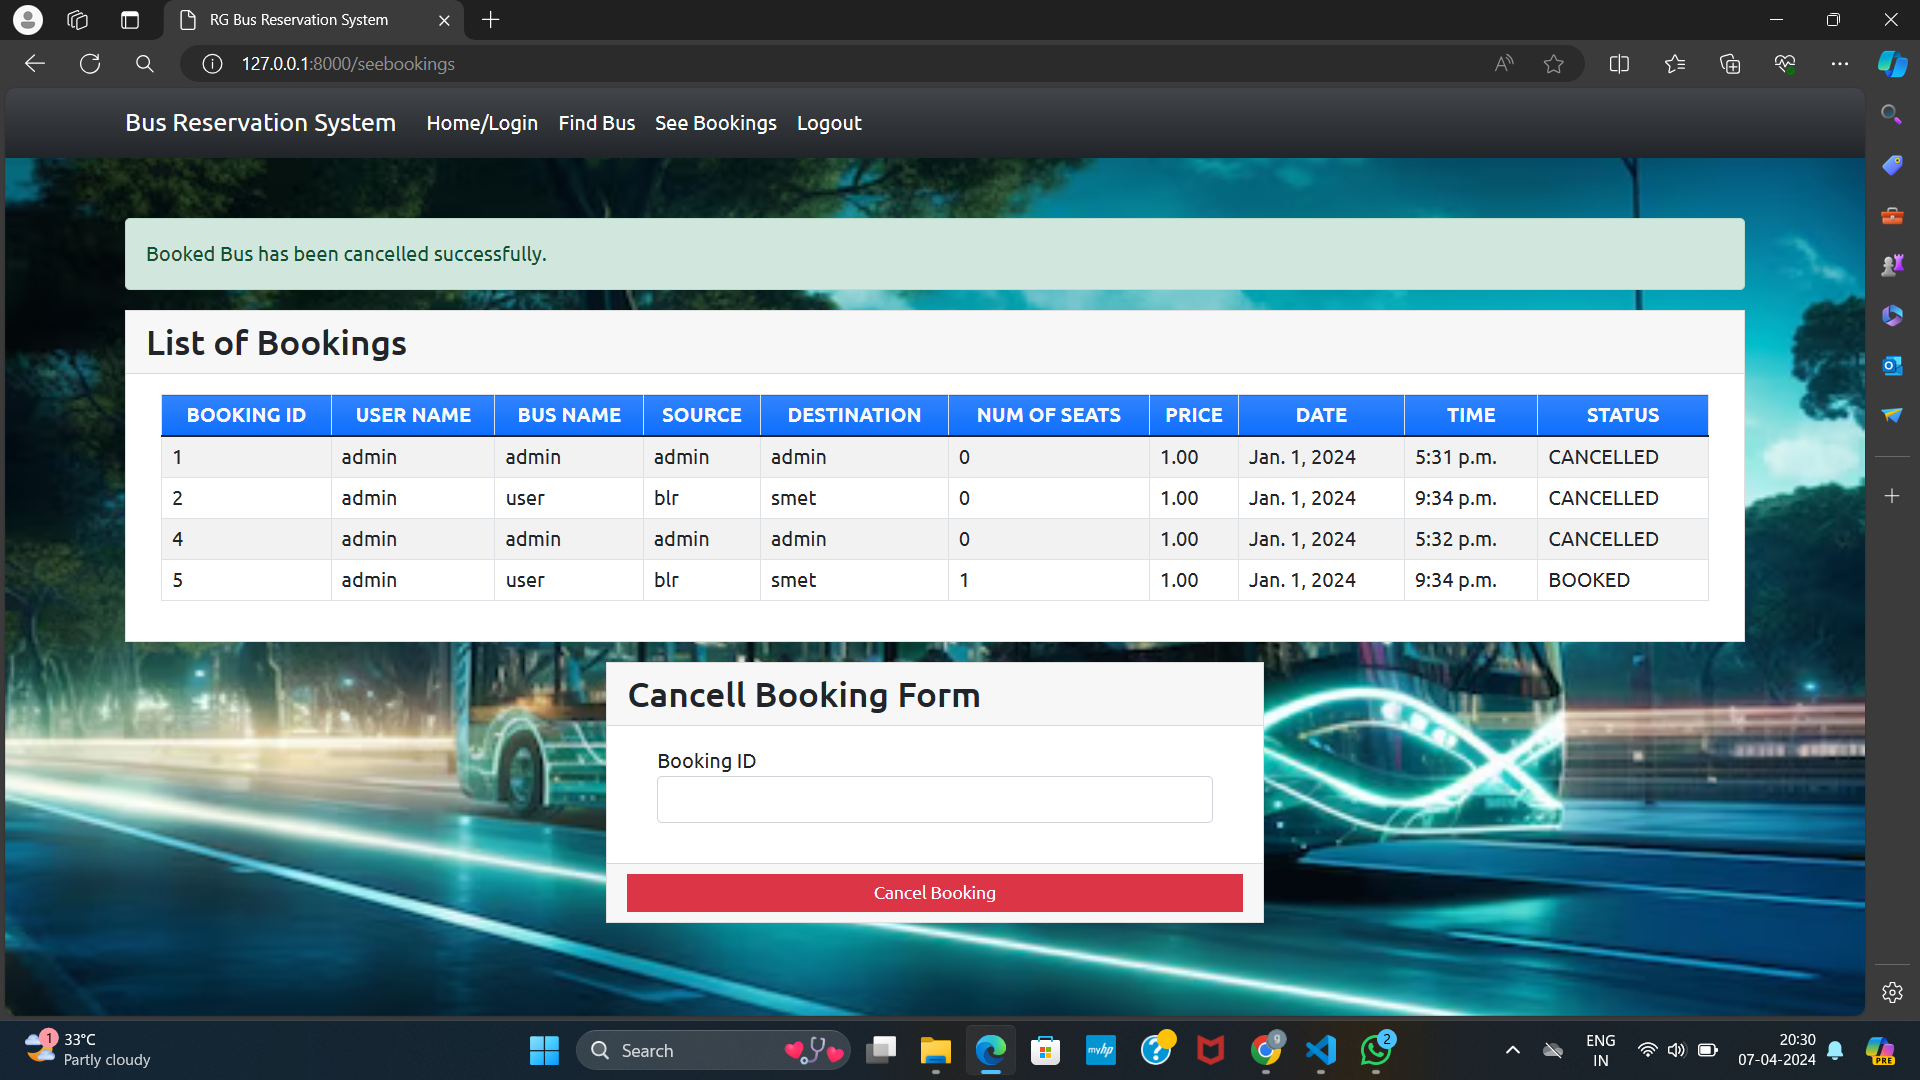 RG Bus Reservation System
127.0.0.1:8000/seebookings
Bus Reservation System Home/Login Find Bus See Bookings Logout
Booked Bus has been cancelled successfully.
List of Bookings
BOOKING ID USER NAME BUS NAME SOURCE DESTINATION NUM OF SEATS PRICE DATE TIME STATUS
1 admin admin admin admin 0 1.00 Jan. 1, 2024 5:31 p.m. CANCELLED
2 admin user blr smet 0 1.00 Jan. 1, 2024 9:34 p.m. CANCELLED
4 admin admin admin admin 0 1.00 Jan. 1, 2024 5:32 p.m. CANCELLED
5 admin user blr smet 1 1.00 Jan. 1, 2024 9:34 p.m. BOOKED
Cancell Booking Form
Booking ID
Cancel Booking
1
33°C
Partly cloudy
Search
myhp
?
9
2
ENG
IN
20:30
07-04-2024
PRE